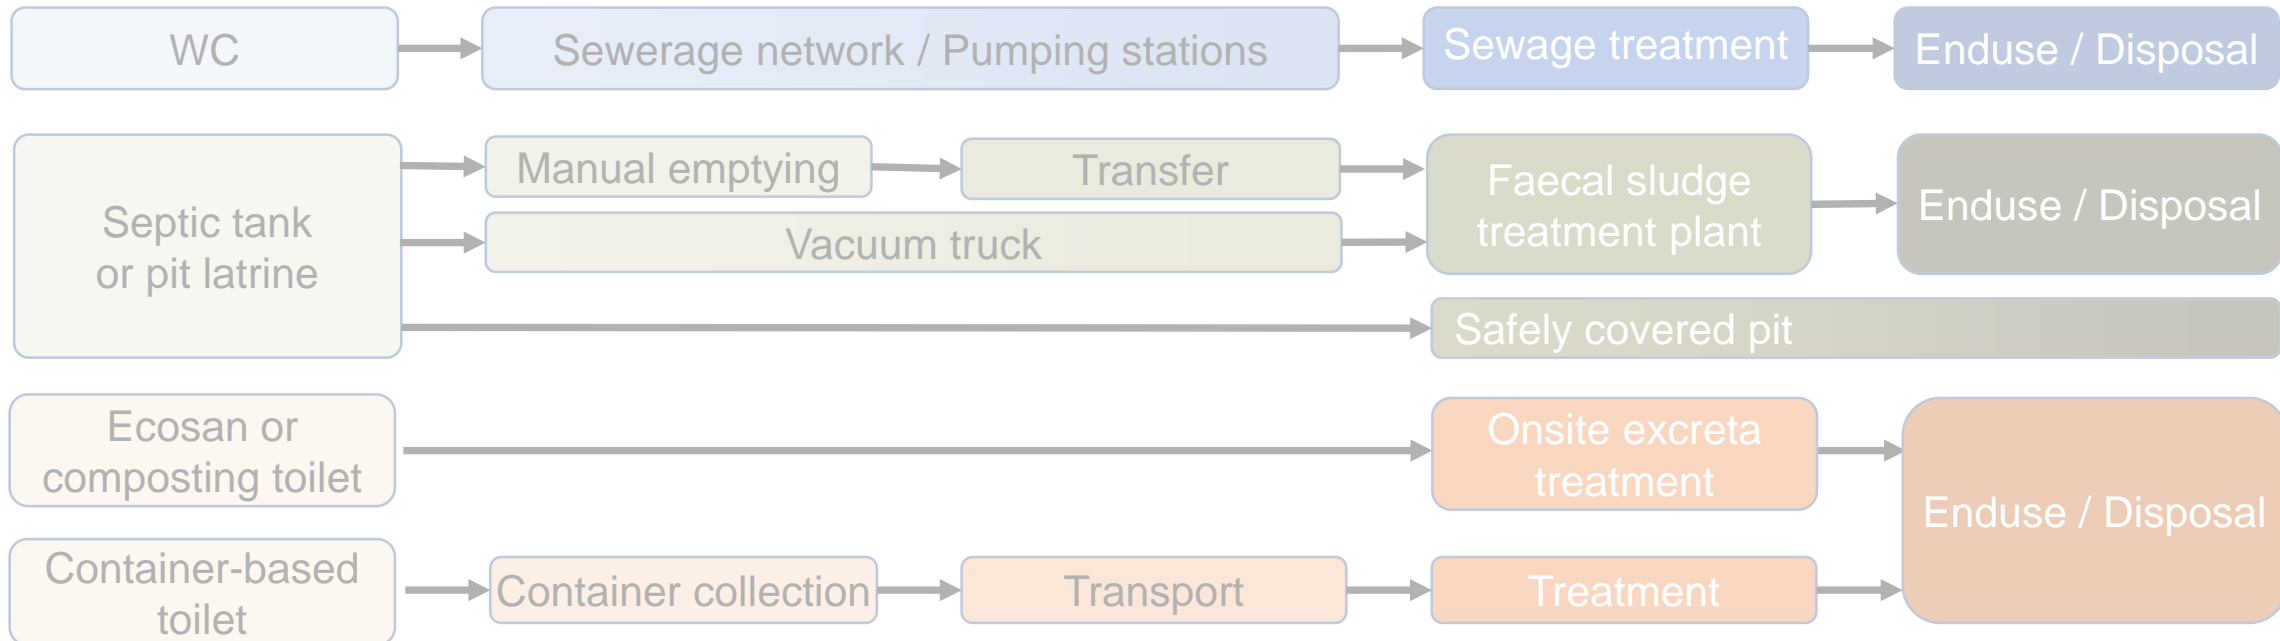 WC
Sewerage network / Pumping stations
Sewage treatment
Enduse / Disposal
Septic tank
or pit latrine
Manual emptying
Transfer
Vacuum truck
Faecal sludge
treatment plant
Enduse / Disposal
Safely covered pit
Ecosan or
composting toilet
Onsite excreta
treatment
Enduse / Disposal
Container-based
toilet
Container collection
Transport
Treatment